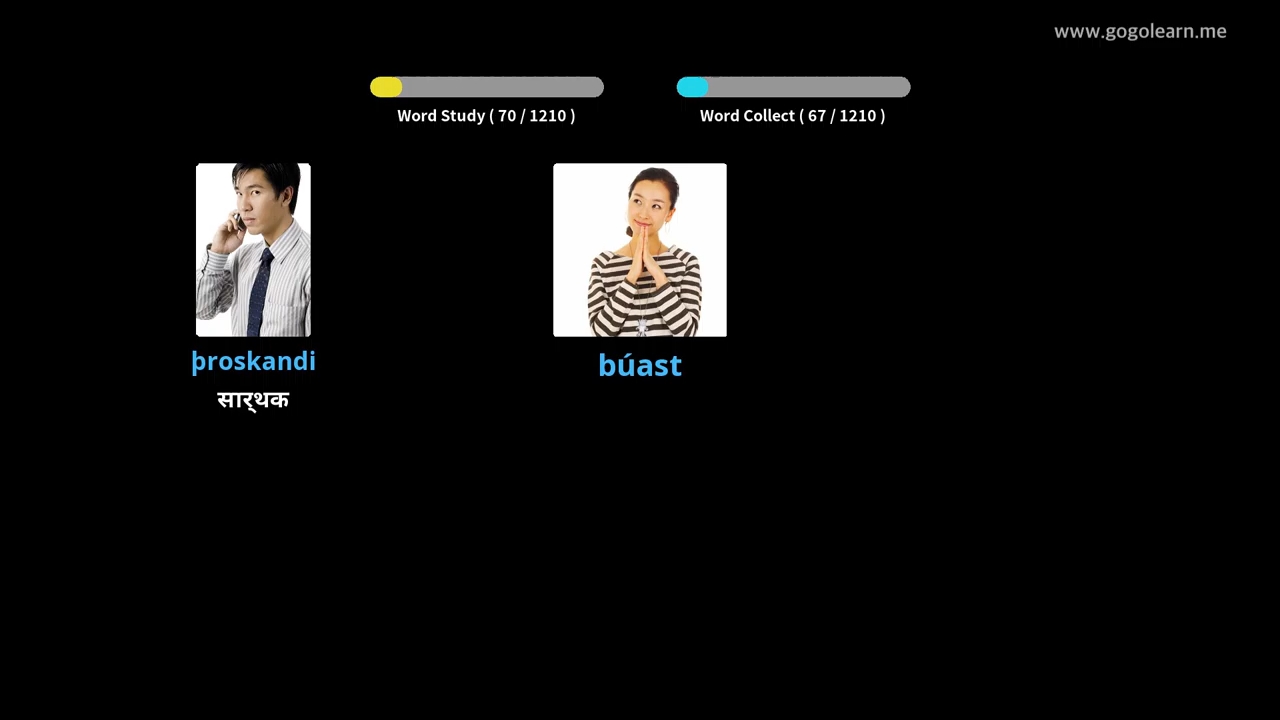 www.gogolearn.me
Word Study ( 70 / 1210 )
Word Collect ( 67 / 1210 )
þroskandi
सार्थक
búast